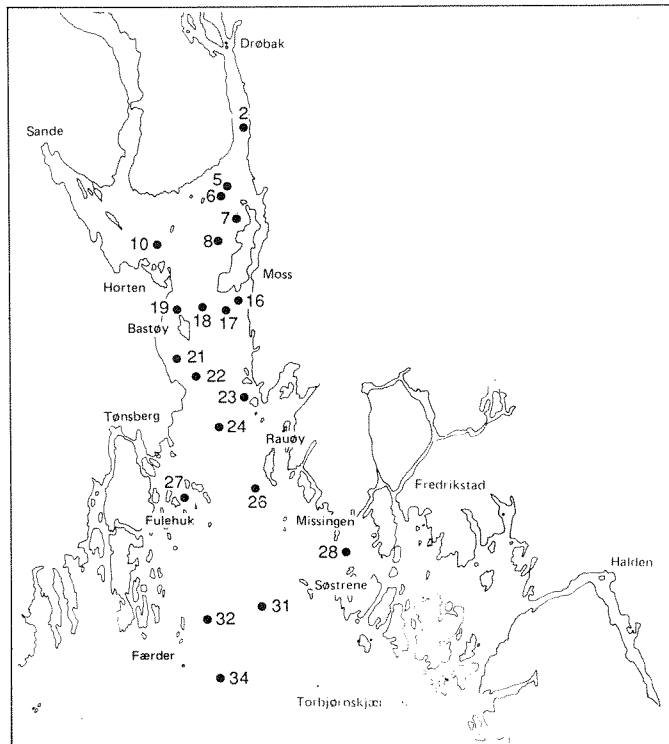 Drøbak
2
Sande
5
6
7
8
10
Moss
Horten
16
19
18
17
Bastøy
21
22
23
Tønsberg
24
Rauøy
27
26
Fredrikstad
Fulehuk
Missingen
28
Halden
Søstrene
31
32
Færder
34
Torbjørnskjær